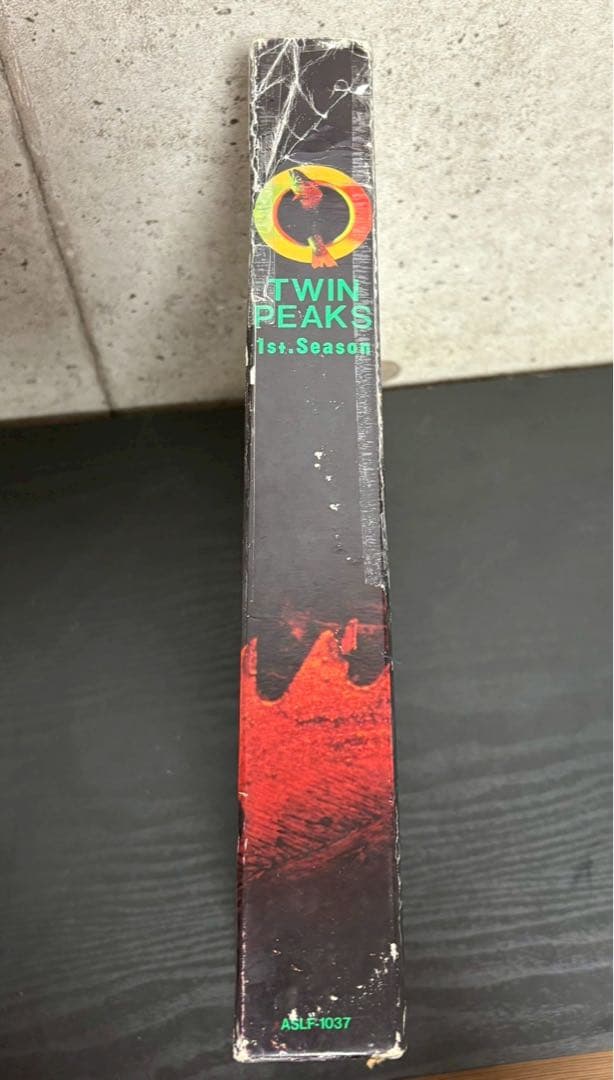 TWIN
PEAKS
1st.Season
ASLF-1037